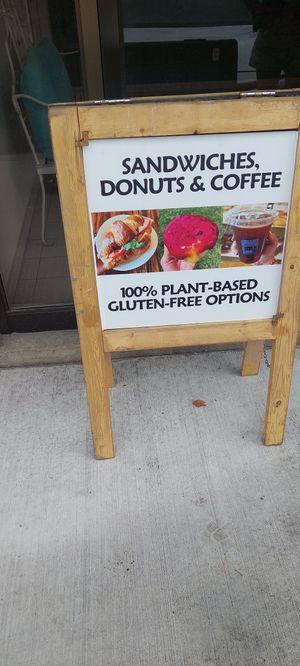 SANDWICHES,
DONUTS & COFFEE
100% PLANT-BASED
GLUTEN-FREE OPTIONS